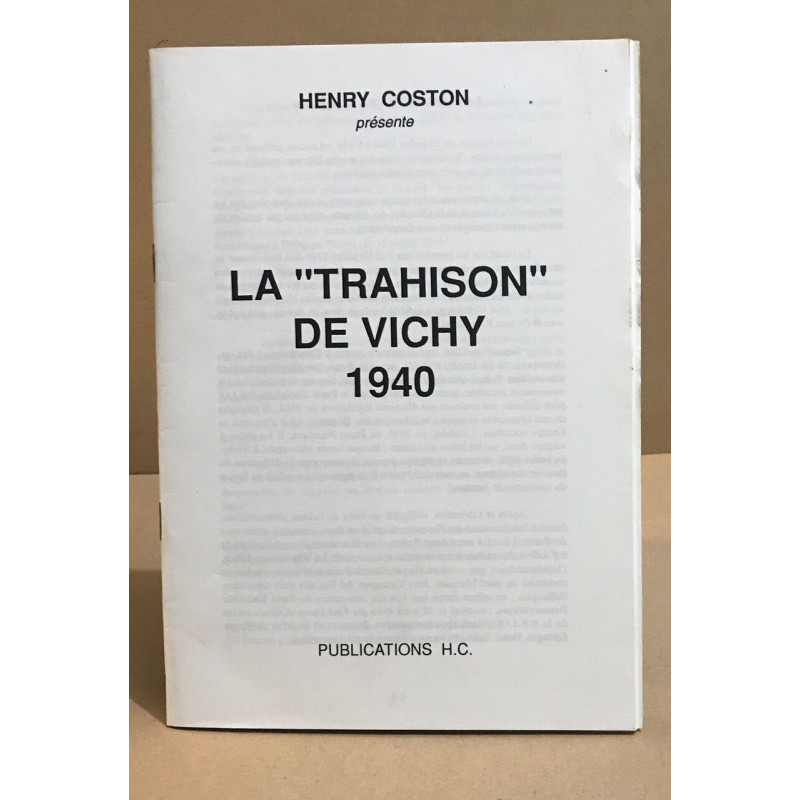 HENRY COSTON
présente
LA "TRAHISON"
DE VICHY
1940
PUBLICATIONS H.C.